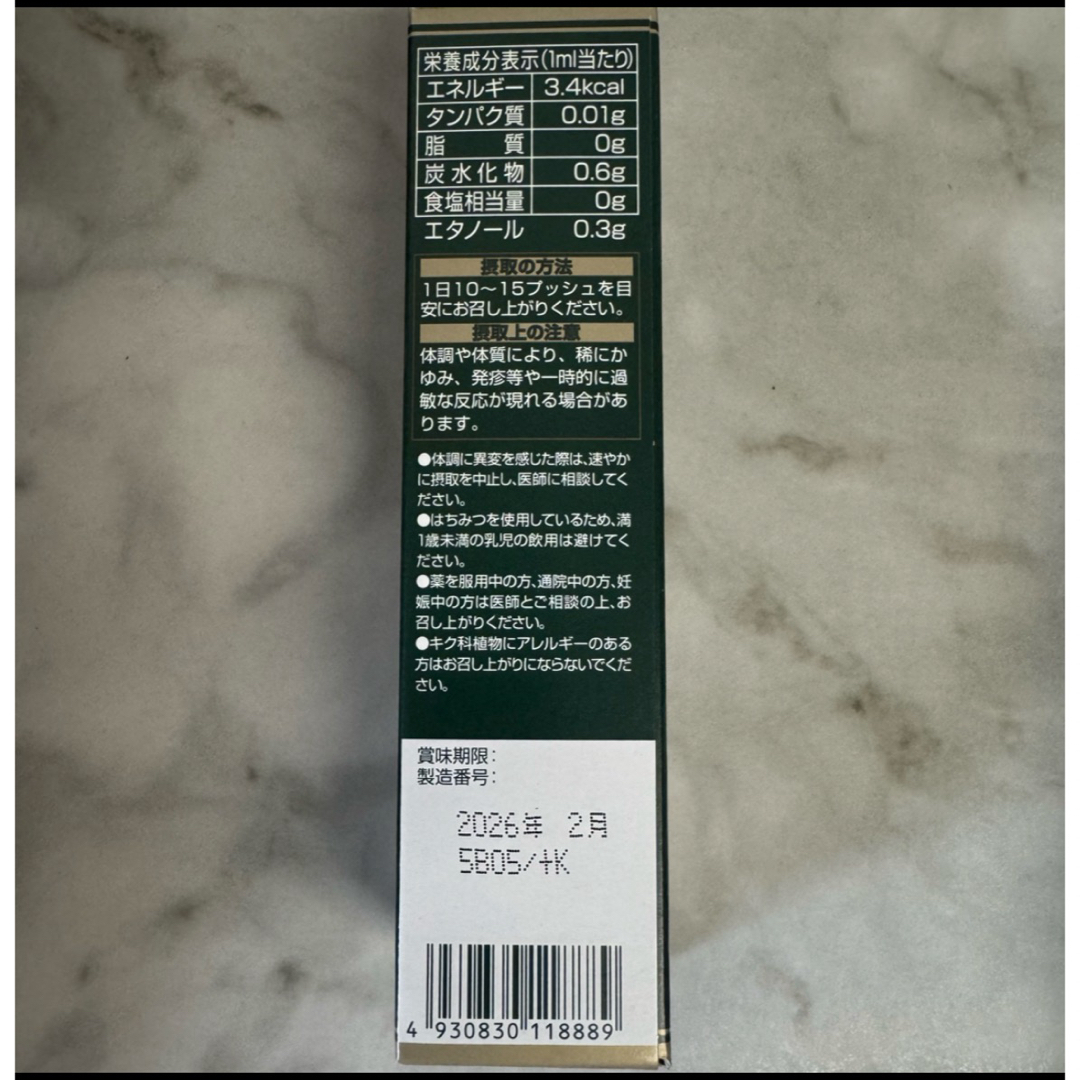 栄養成分表示(1ml当たり)
エネルギー 3.4kcal
タンパク質 0.01g
脂質 0g
炭水化物 0.6g
食塩相当量 0g
エタノール 0.3g
摂取の方法
1日10～15プッシュを目
安にお召し上がりください。
摂取上の注意
体調や体質により、稀にか
ゆみ、発疹等や一時的に過
敏な反応が現れる場合があ
ります。
●体調に異変を感じた際は、速やか
に摂取を中止し、医師に相談してく
ださい。
●はちみつを使用しているため、満
1歳未満の乳児の飲用は避けてく
ださい。
●薬を服用中の方、通院中の方、妊
娠中の方は医師とご相談の上、お
召し上がりください。
●キク科植物にアレルギーのある
方はお召し上がりにならないでくだ
さい。
賞味期限:
製造番号:
2026年 2月
5B05/+K
4 930830 118889